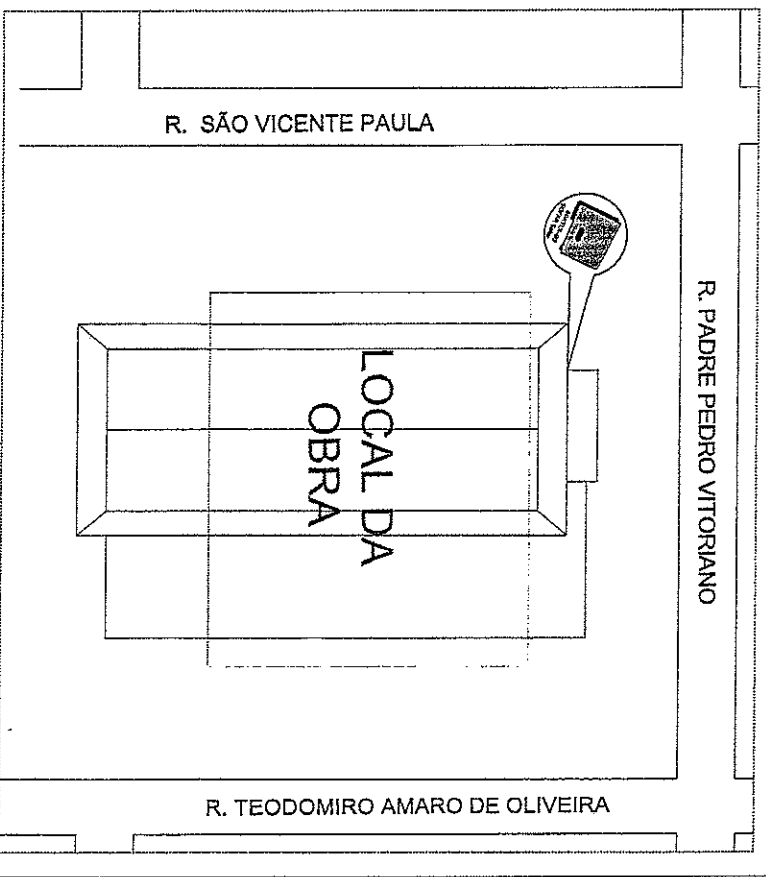 R. SÃO VICENTE PAULA
R. PADRE PEDRO VITORIANO
LOCAL DA
OBRA
R. TEODOMIRO AMARO DE OLIVEIRA